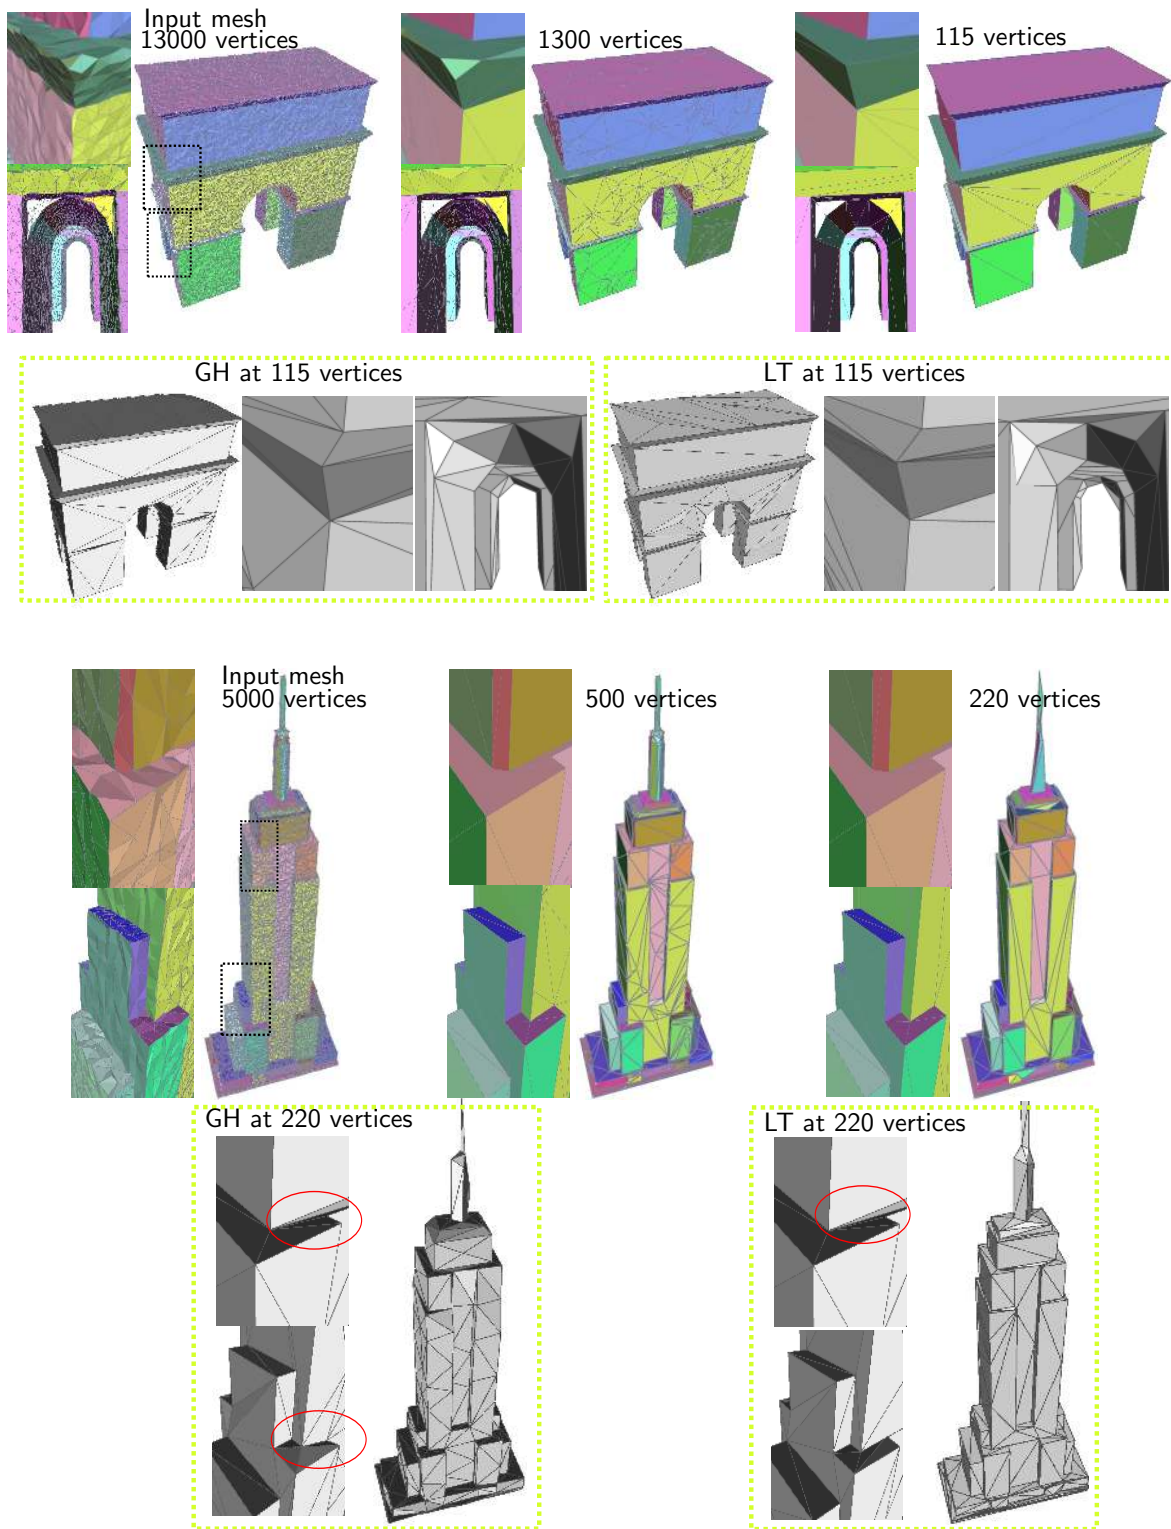 Input mesh
13000 vertices
1300 vertices
115 vertices
GH at 115 vertices
LT at 115 vertices
Input mesh
5000 vertices
500 vertices
220 vertices
GH at 220 vertices
LT at 220 vertices